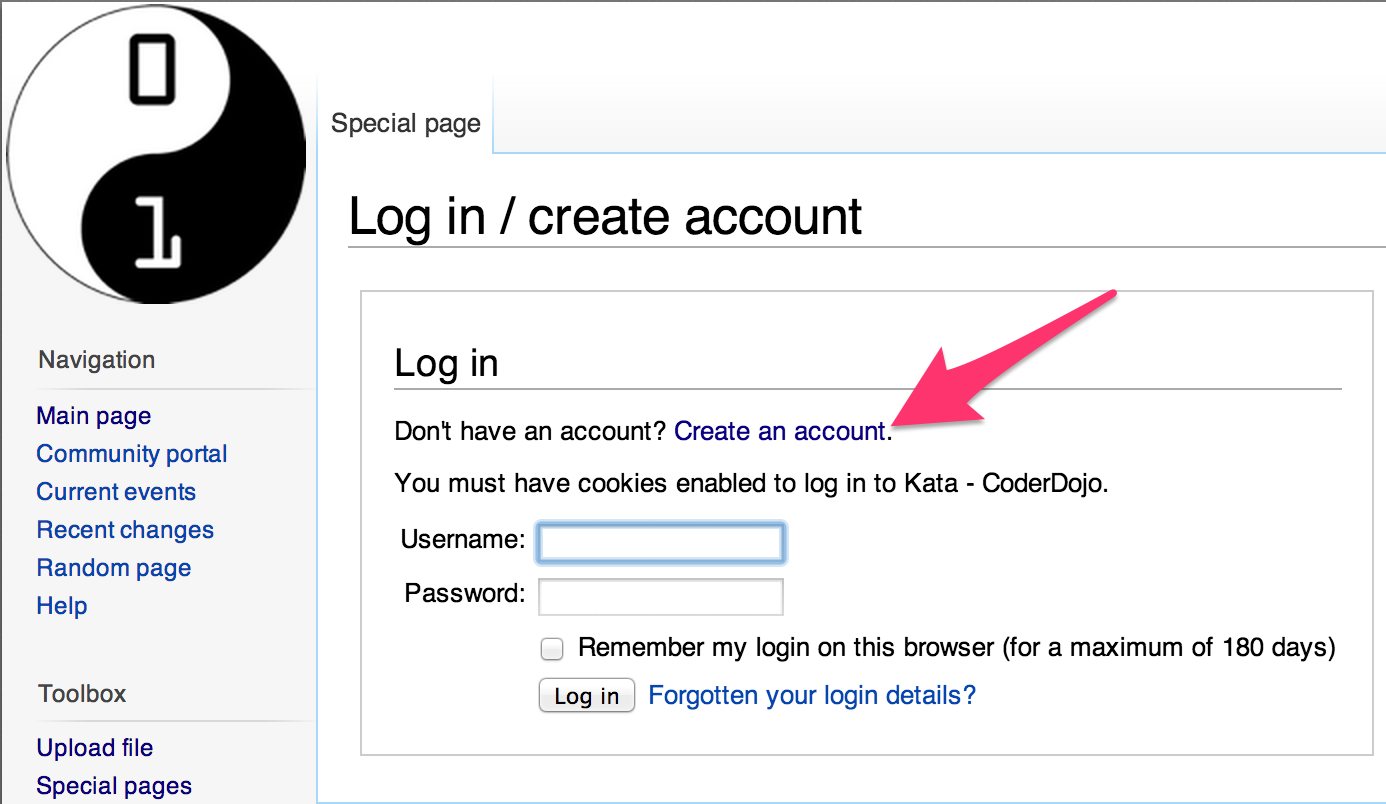 0
1
Special page
Log in / create account
Navigation
Main page
Community portal
Current events
Recent changes
Random page
Help
Toolbox
Upload file
Special pages
Log in
Don't have an account? Create an account.
You must have cookies enabled to log in to Kata - CoderDojo.
Username:
Password:
Remember my login on this browser (for a maximum of 180 days)
Log in Forgotten your login details?